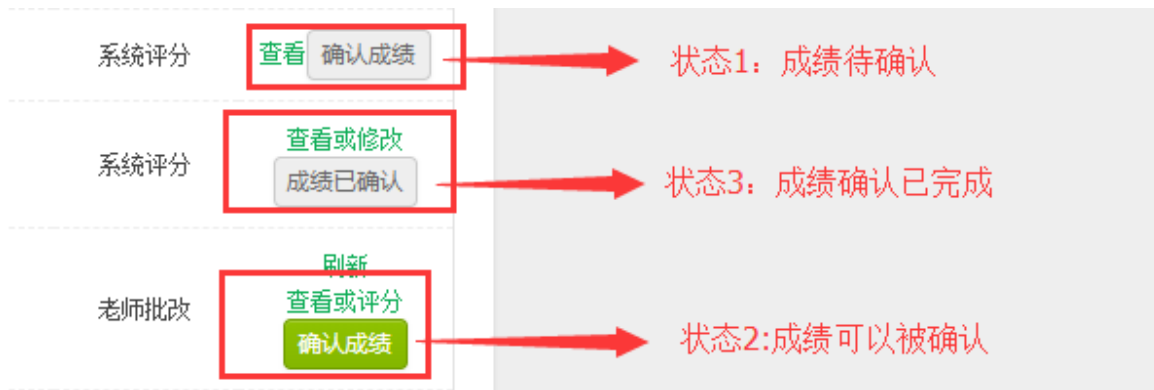 系统评分 查看 确认成绩 状态1：成绩待确认
查看或修改
系统评分 成绩已确认 状态3：成绩确认已完成
刷新
老师批改 查看或评分
确认成绩 状态2:成绩可以被确认